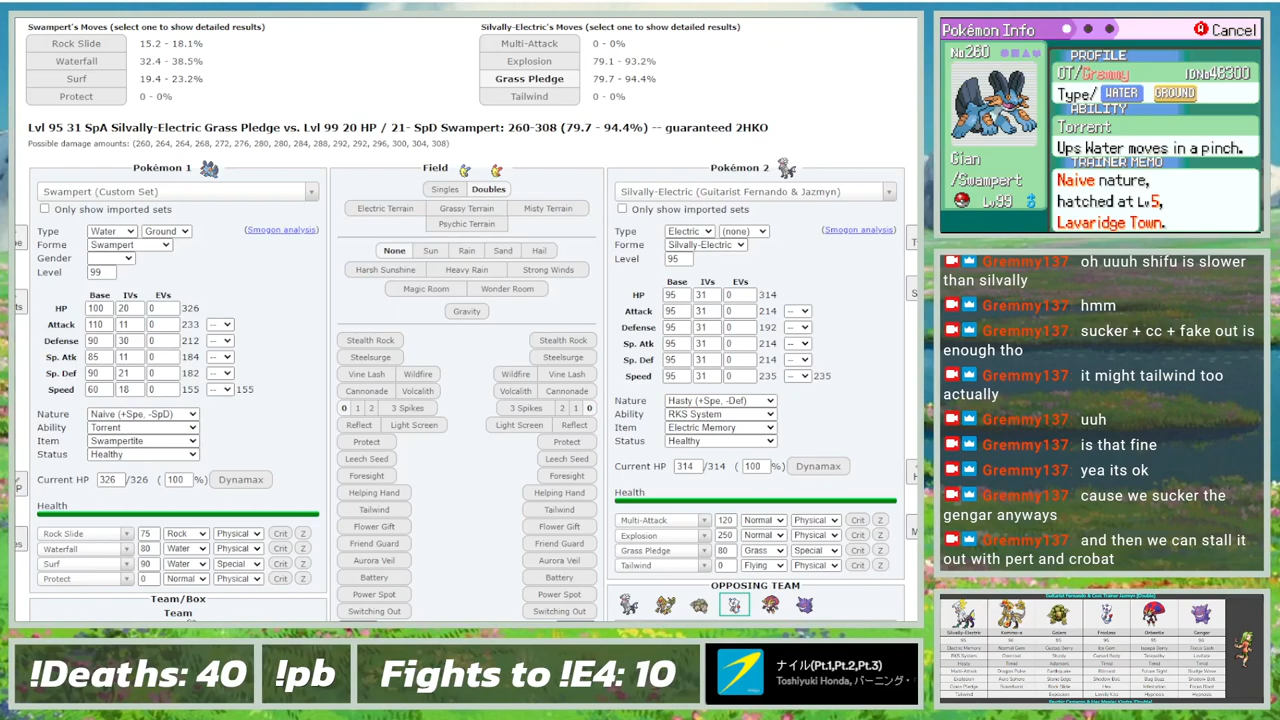 Swampert's Moves (select one to show detailed results)
Rock Slide 15.2 - 18.1%
Waterfall 32.4 - 38.5%
Surf 19.4 - 23.2%
Protect 0 - 0%
Silvally-Electric's Moves (select one to show detailed results)
Multi-Attack 0 - 0%
Explosion 79.1 - 93.2%
Grass Pledge 79.7 - 94.4%
Tailwind 0 - 0%
Lvl 95 31 SpA Silvally-Electric Grass Pledge vs. Lvl 99 20 HP / 21- SpD Swampert: 260-308 (79.7 - 94.4%) -- guaranteed 2HKO
Possible damage amounts: (260, 264, 264, 268, 272, 276, 280, 280, 284, 288, 292, 292, 296, 300, 304, 308)
Pokémon 1
Swampert (Custom Set)
Only show imported sets
Type Water Ground (Smogon analysis)
Forme Swampert
Gender
Level 99
Base IVs EVs
HP 100 20 0 326
Attack 110 11 0 233 --
Defense 90 30 0 212 --
Sp. Atk 85 11 0 184 --
Sp. Def 90 21 0 182 --
Speed 60 18 0 155 -- 155
Nature Naive (+Spe, -SpD)
Ability Torrent
Item Swampertite
Status Healthy
Current HP 326 /326 ( 100 %) Dynamax
Health
Rock Slide 75 Rock Physical Crit Z
Waterfall 80 Water Physical Crit Z
Surf 90 Water Special Crit Z
Protect 0 Normal Physical Crit Z
Team/Box
Team
Field
Singles Doubles
Electric Terrain Grassy Terrain Misty Terrain
Psychic Terrain
None Sun Rain Sand Hail
Harsh Sunshine Heavy Rain Strong Winds
Magic Room Wonder Room
Gravity
Stealth Rock Stealth Rock
Steelsurge Steelsurge
Vine Lash Wildfire Wildfire Vine Lash
Cannonade Volcalith Volcalith Cannonade
0 1 2 3 Spikes 3 Spikes 2 1 0
Reflect Light Screen Light Screen Reflect
Protect Protect
Leech Seed Leech Seed
Foresight Foresight
Helping Hand Helping Hand
Tailwind Tailwind
Flower Gift Flower Gift
Friend Guard Friend Guard
Aurora Veil Aurora Veil
Battery Battery
Power Spot Power Spot
Switching Out Switching Out
Pokémon 2
Silvally-Electric (Guitarist Fernando & Jazmyn)
Only show imported sets
Type Electric (none) (Smogon analysis)
Forme Silvally-Electric
Level 95
Base IVs EVs
HP 95 31 0 314
Attack 95 31 0 214 --
Defense 95 31 0 192 --
Sp. Atk 95 31 0 214 --
Sp. Def 95 31 0 214 --
Speed 95 31 0 235 -- 235
Nature Hasty (+Spe, -Def)
Ability RKS System
Item Electric Memory
Status Healthy
Current HP 314 /314 ( 100 %) Dynamax
Health
Multi-Attack 120 Normal Physical Crit Z
Explosion 250 Normal Physical Crit Z
Grass Pledge 80 Grass Special Crit Z
Tailwind 0 Flying Physical Crit Z
OPPOSING TEAM
Pokémon Info A Cancel
No260
Gian
/Swampert
Lv99
PROFILE
OT/Gremmy IDNo48300
Type/ WATER GROUND
ABILITY
Torrent
Ups Water moves in a pinch.
TRAINER MEMO
Naive nature,
hatched at Lv5,
Lavaridge Town.
Gremmy137 oh uuuh shifu is slower
than silvally
Gremmy137 hmm
Gremmy137 sucker + cc + fake out is
enough tho
Gremmy137 it might tailwind too
actually
Gremmy137 uuh
Gremmy137 is that fine
Gremmy137 yea its ok
Gremmy137 cause we sucker the
gengar anyways
Gremmy137 and then we can stall it
out with pert and crobat
ナイル(Pt.1,Pt.2,Pt.3)
Toshiyuki Honda, バーニング・